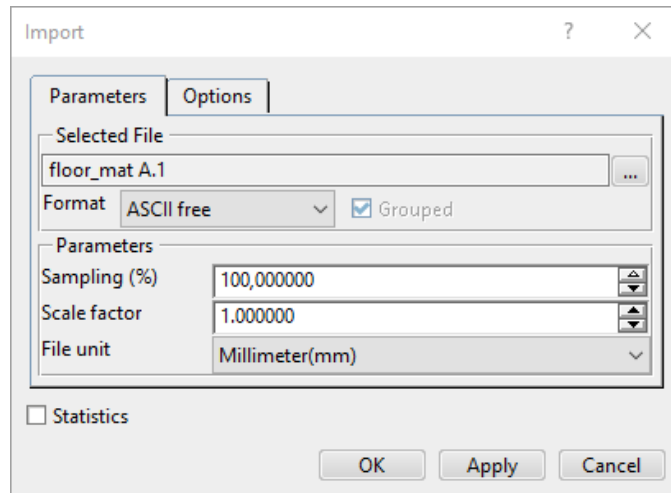 Import
Parameters Options
Selected File
floor_mat A.1 ...
Format ASCII free Grouped
Parameters
Sampling (%) 100,000000
Scale factor 1.000000
File unit Millimeter(mm)
Statistics
OK Apply Cancel